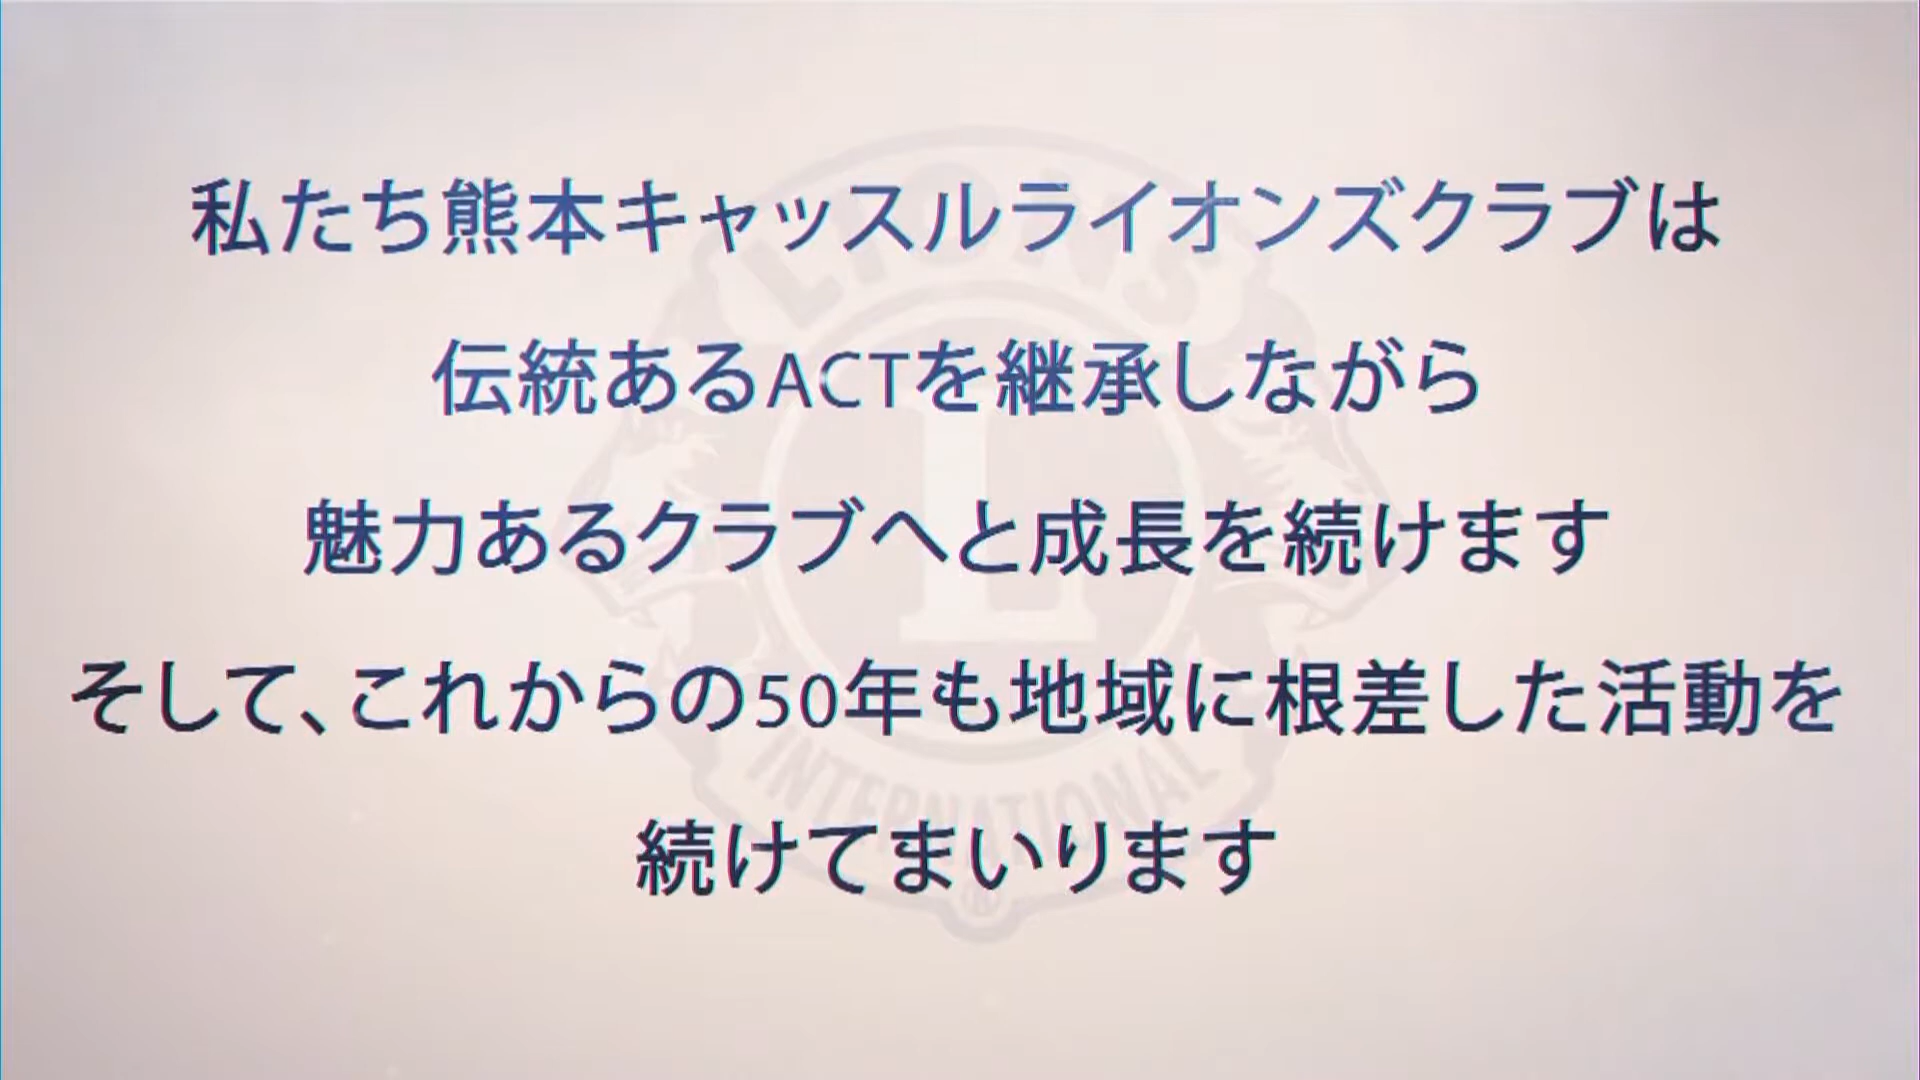 私たち熊本キャッスルライオンズクラブは
伝統あるACTを継承しながら
魅力あるクラブへと成長を続けます
そして、これからの50年も地域に根差した活動を
続けてまいります
LIONS
L
INTERNATIONAL
®